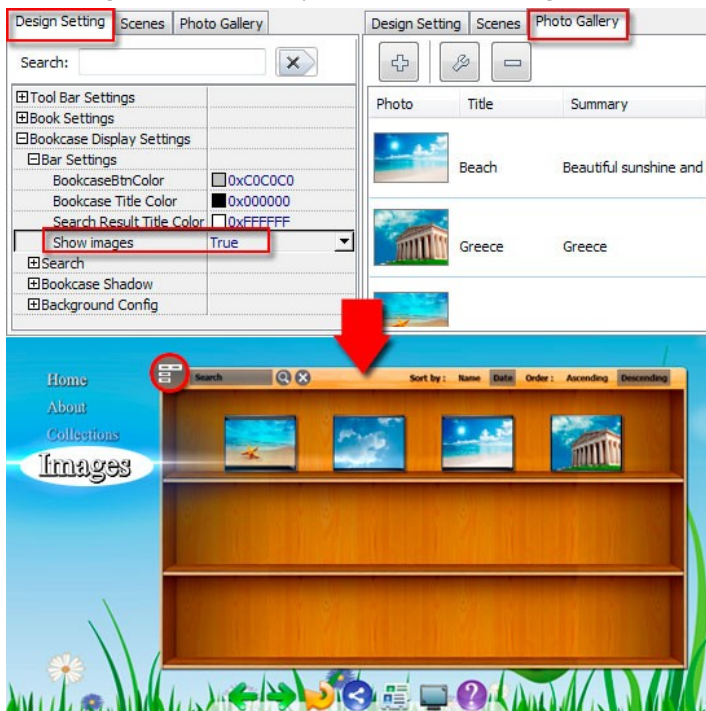 Design Setting Scenes Photo Gallery
Search:
Tool Bar Settings
Book Settings
Bookcase Display Settings
Bar Settings
BookcaseBtnColor 0xC0C0C0
Bookcase Title Color 0x000000
Search Result Title Color 0xFFFFFF
Show images True
Search
Bookcase Shadow
Background Config
Design Setting Scenes Photo Gallery
Photo Title Summary
Beach Beautiful sunshine and
Greece Greece
Home
About
Collections
Images
Search Sort by : Name Date Order : Ascending Descending
?